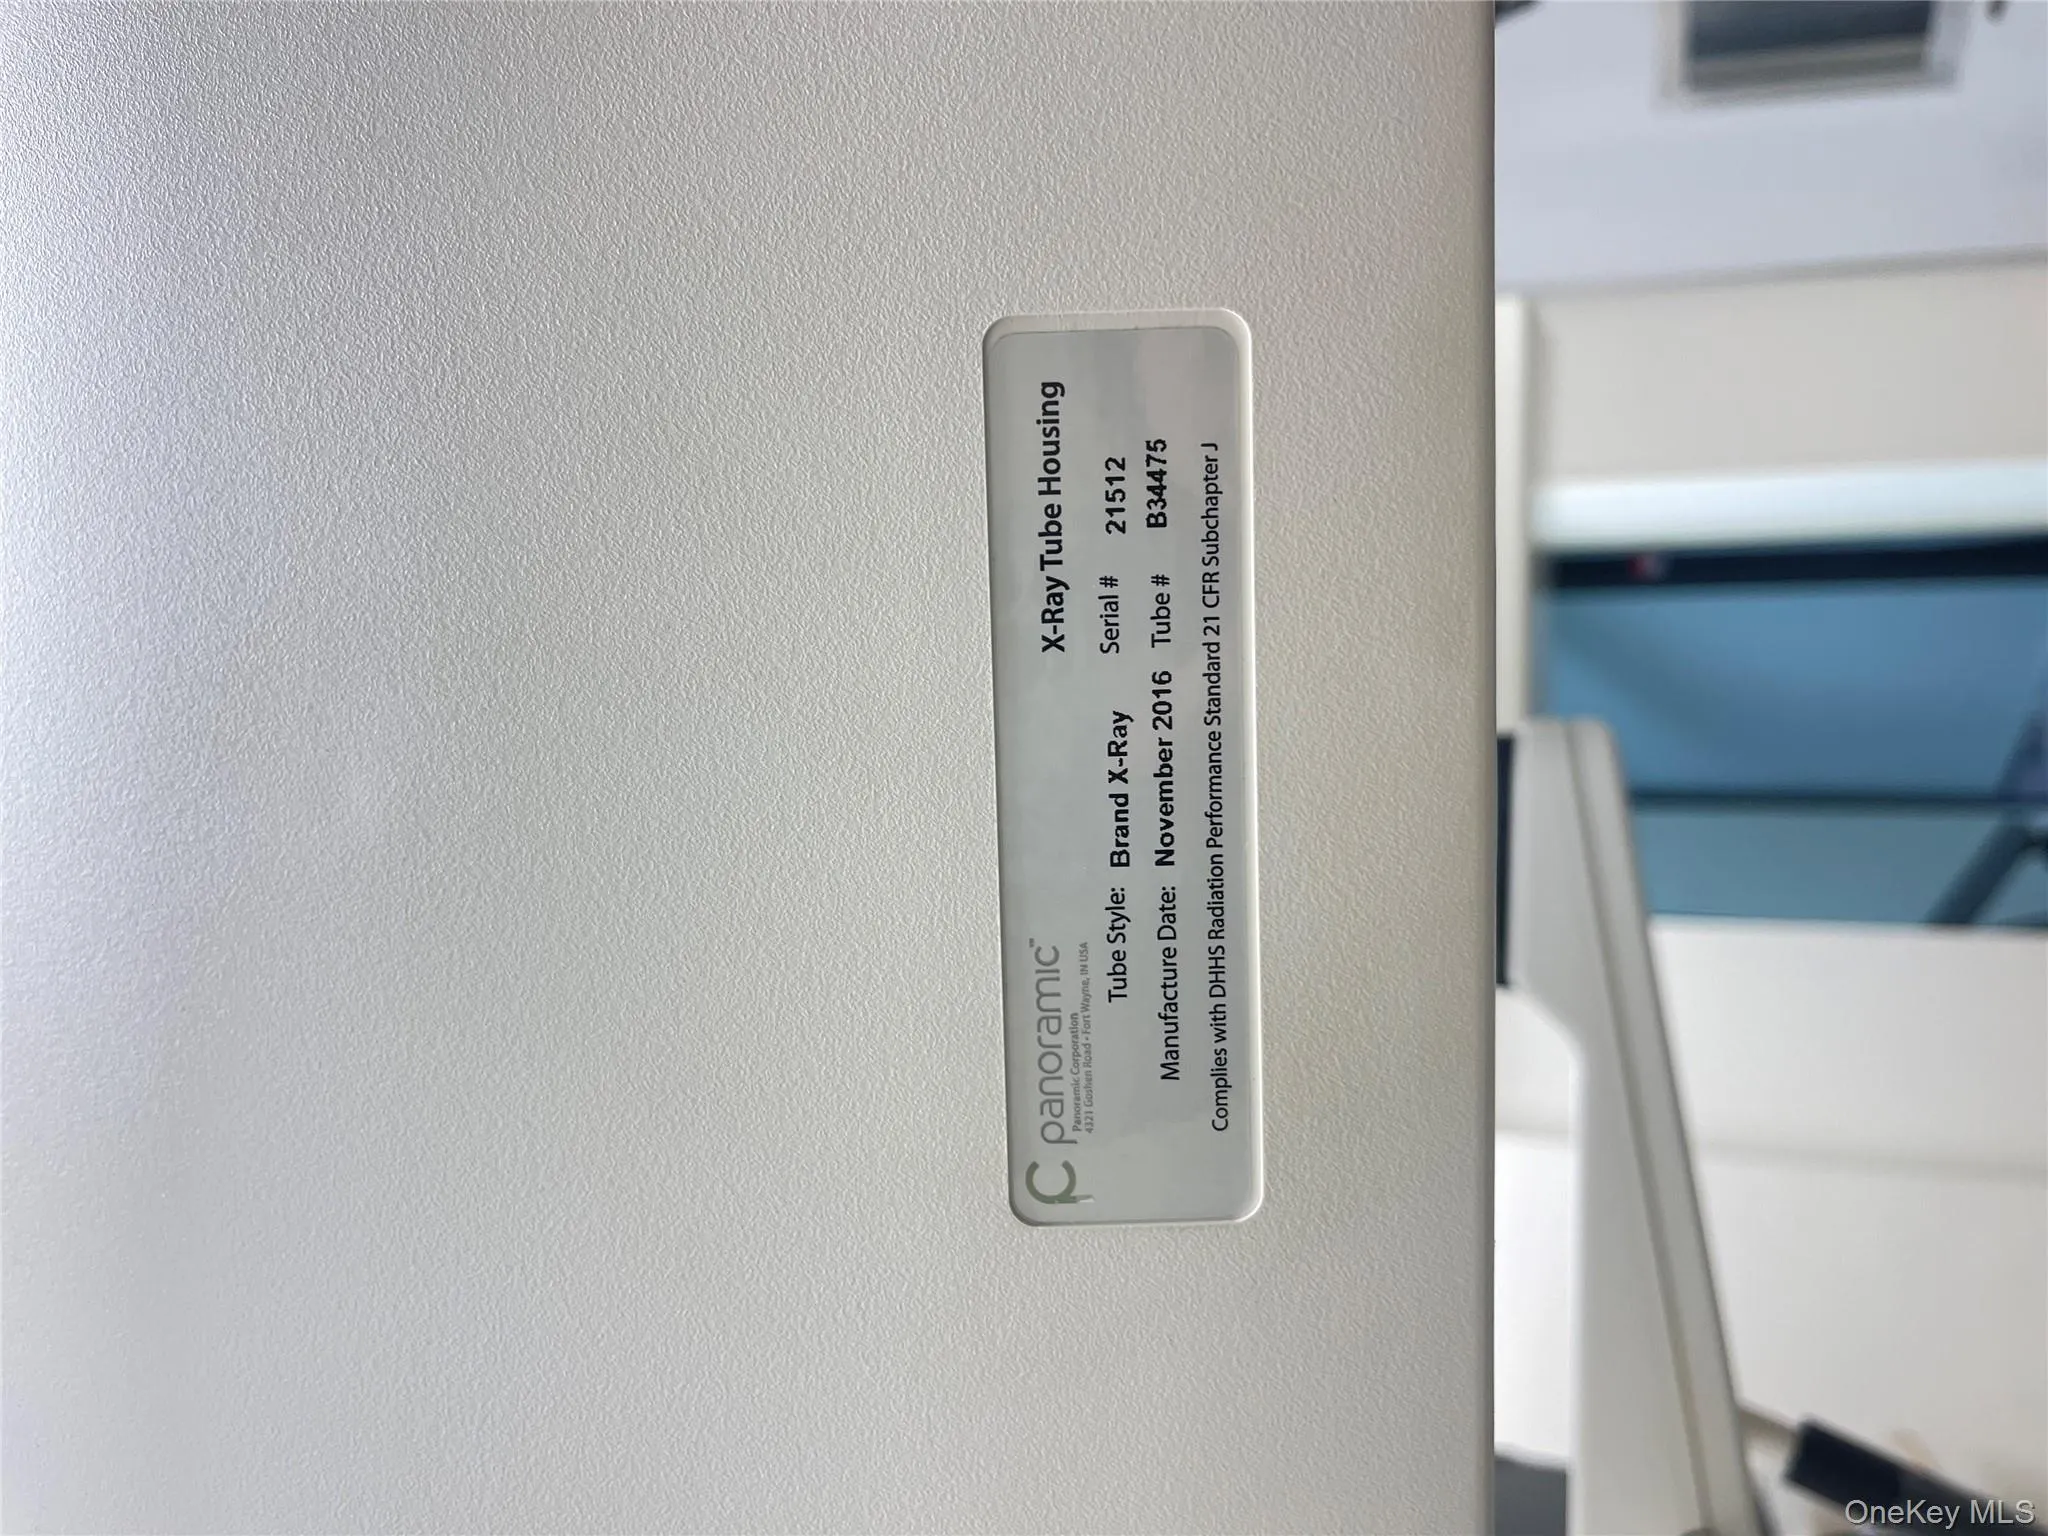 panoramic™
Panoramic Corporation
4321 Goshen Road • Fort Wayne, IN USA
X-Ray Tube Housing
Tube Style: Brand X-Ray Serial # 21512
Manufacture Date: November 2016 Tube # B34475
Complies with DHHS Radiation Performance Standard 21 CFR Subchapter J
OneKey MLS